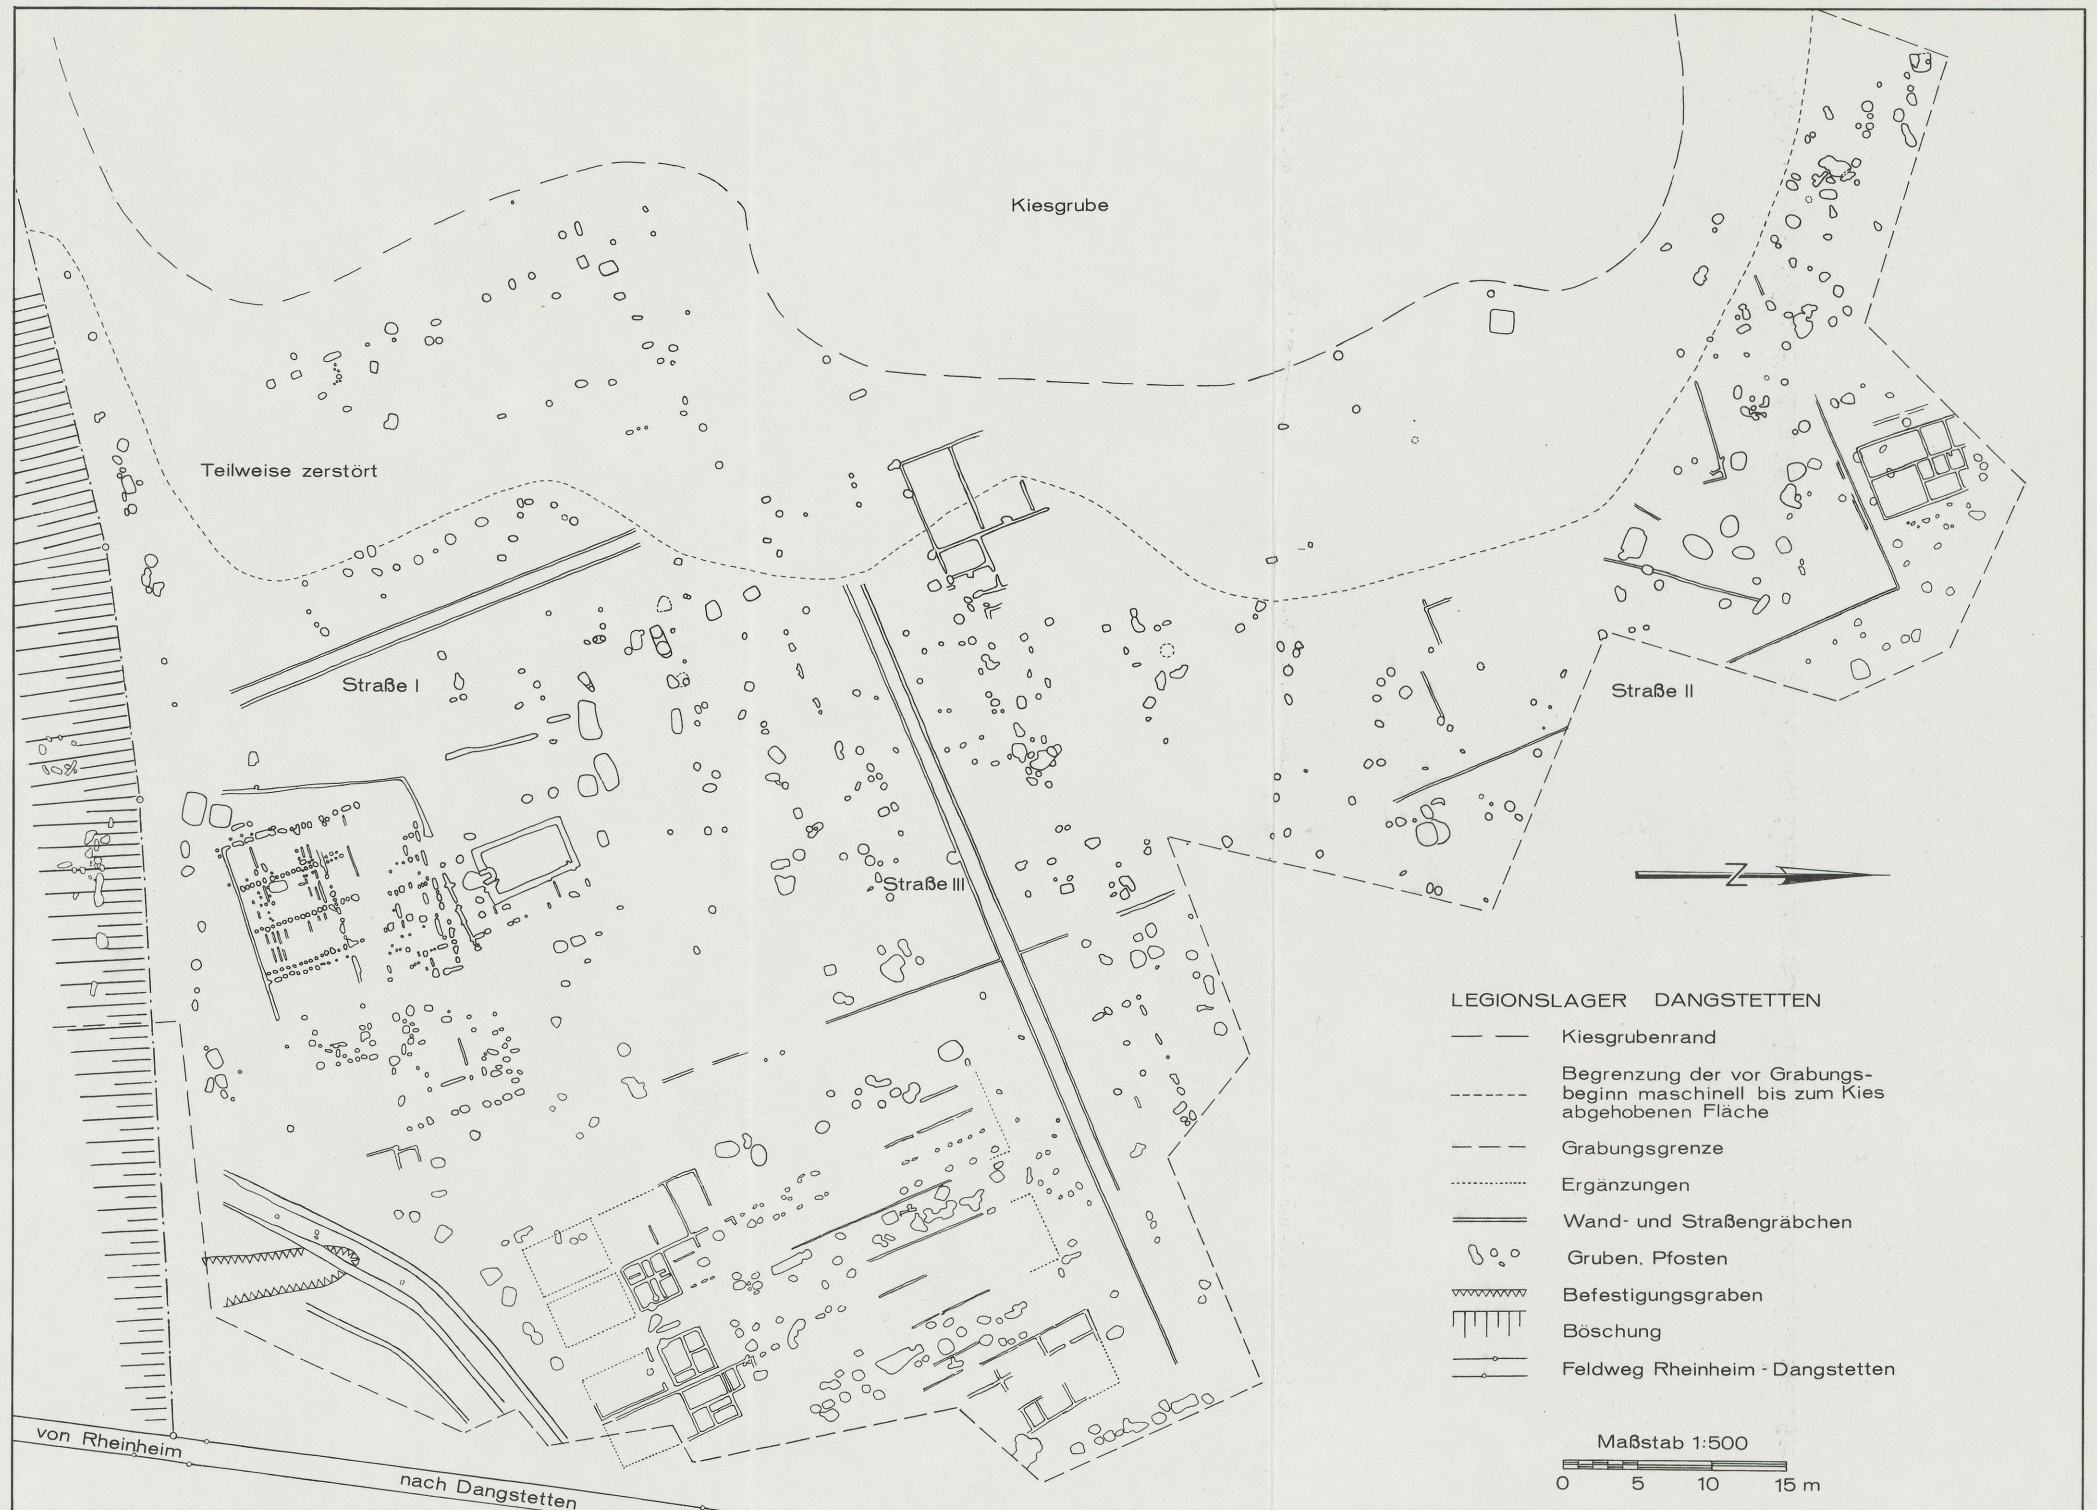 Kiesgrube
Teilweise zerstört
Straße I
Straße II
Straße III
Z
LEGIONSLAGER DANGSTETTEN
Kiesgrubenrand
Begrenzung der vor Grabungs-
beginn maschinell bis zum Kies
abgehobenen Fläche
Grabungsgrenze
Ergänzungen
Wand- und Straßengräbchen
Gruben, Pfosten
Befestigungsgraben
Böschung
Feldweg Rheinheim - Dangstetten
Maßstab 1:500
0 5 10 15 m
von Rheinheim
nach Dangstetten